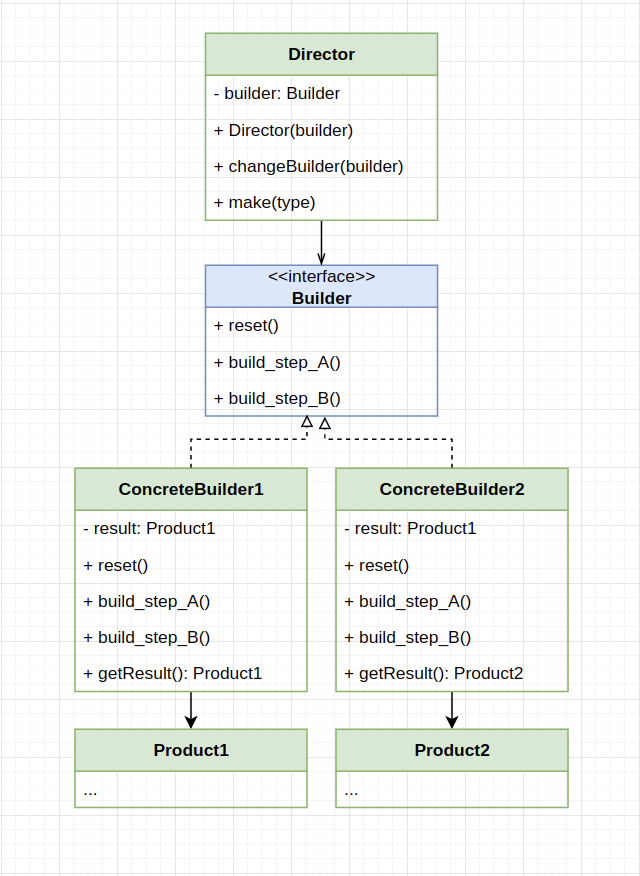 Director
- builder: Builder
+ Director(builder)
+ changeBuilder(builder)
+ make(type)
<<interface>>
Builder
+ reset()
+ build_step_A()
+ build_step_B()
ConcreteBuilder1
- result: Product1
+ reset()
+ build_step_A()
+ build_step_B()
+ getResult(): Product1
ConcreteBuilder2
- result: Product1
+ reset()
+ build_step_A()
+ build_step_B()
+ getResult(): Product2
Product1
...
Product2
...